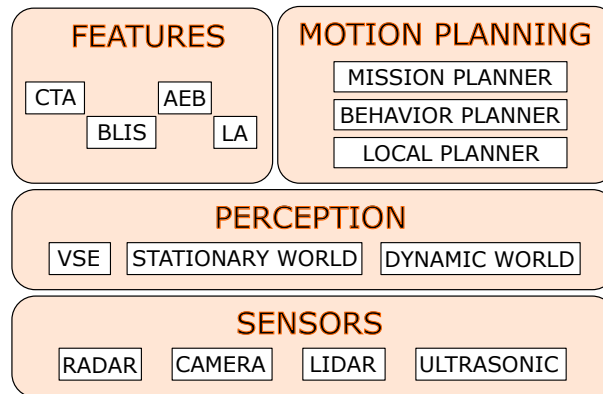 FEATURES
CTA
AEB
BLIS
LA
MOTION PLANNING
MISSION PLANNER
BEHAVIOR PLANNER
LOCAL PLANNER
PERCEPTION
VSE
STATIONARY WORLD
DYNAMIC WORLD
SENSORS
RADAR
CAMERA
LIDAR
ULTRASONIC